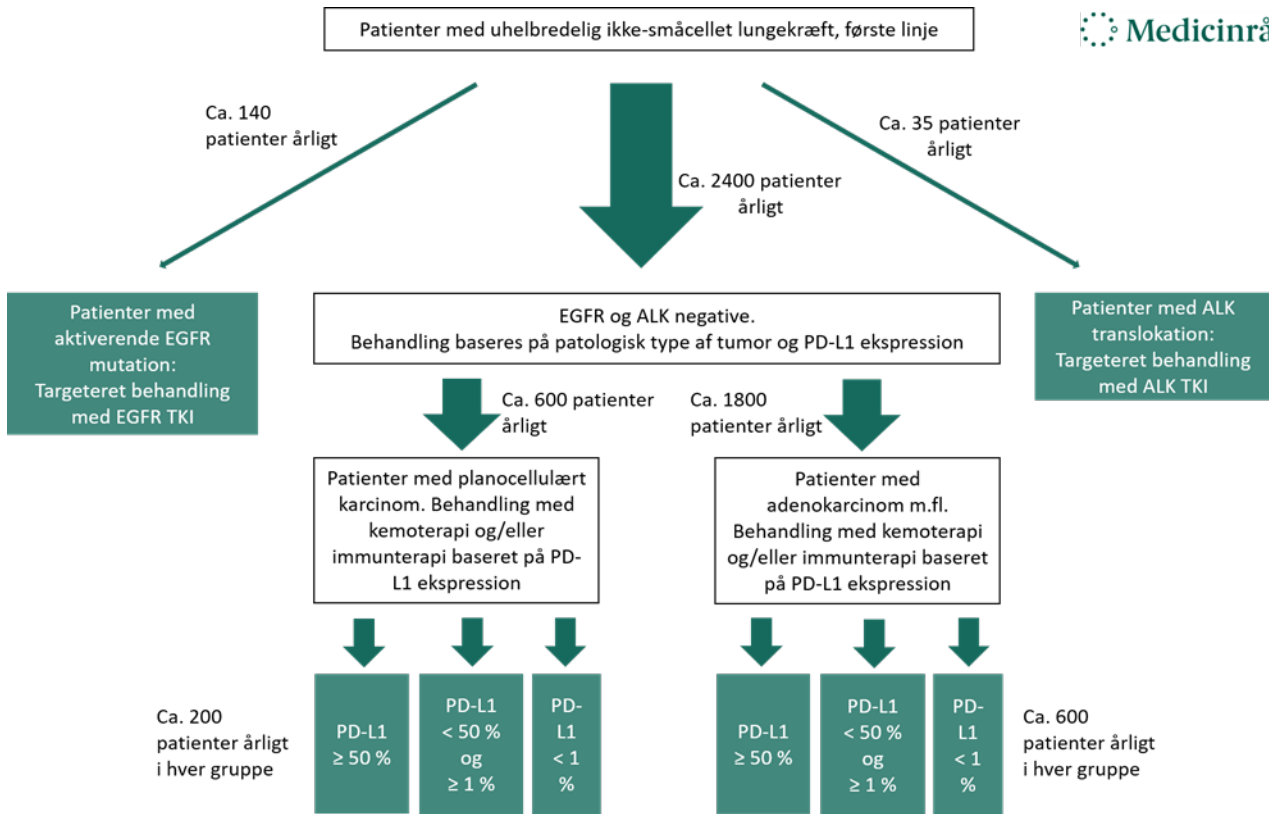 Patienter med uhelbredelig ikke-småcellet lungekræft, første linje
Medicinrå
Ca. 140
patienter årligt
Ca. 2400 patienter
årligt
Ca. 35 patienter
årligt
Patienter med
aktiverende EGFR
mutation:
Targeteret behandling
med EGFR TKI
EGFR og ALK negative.
Behandling baseres på patologisk type af tumor og PD-L1 ekspression
Patienter med ALK
translokation:
Targeteret behandling
med ALK TKI
Ca. 600 patienter
årligt
Ca. 1800
patienter årligt
Patienter med planocellulært
karcinom. Behandling med
kemoterapi og/eller
immunterapi baseret på PD-
L1 ekspression
Patienter med
adenokarcinom m.fl.
Behandling med kemoterapi
og/eller immunterapi baseret
på PD-L1 ekspression
Ca. 200
patienter årligt
i hver gruppe
PD-L1
≥ 50 %
PD-L1
< 50 %
og
≥ 1 %
PD-
L1
< 1
%
PD-L1
≥ 50 %
PD-L1
< 50 %
og
≥ 1 %
PD-
L1
< 1
%
Ca. 600
patienter årligt
i hver gruppe